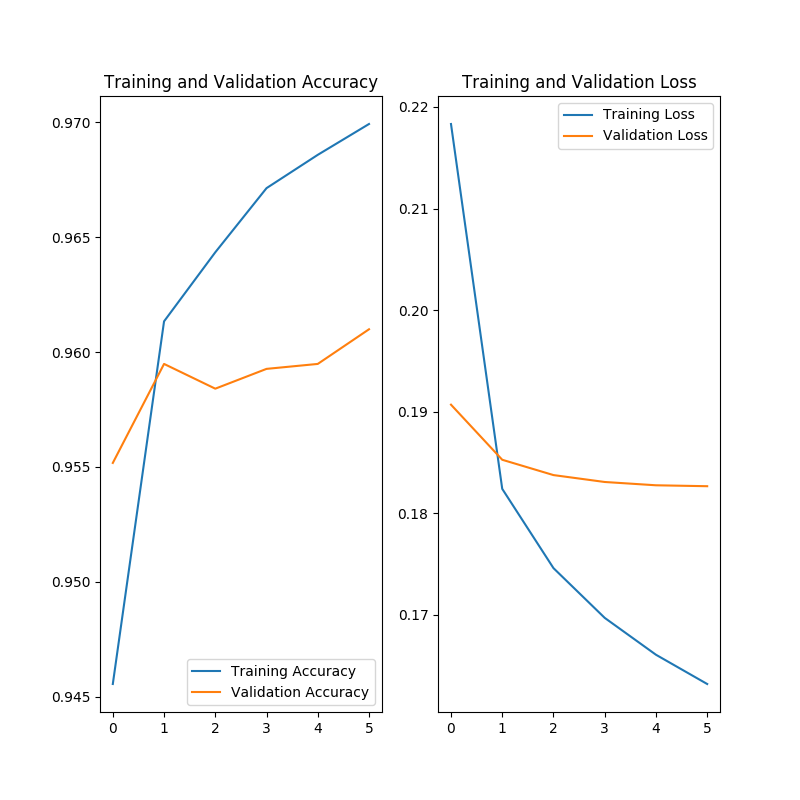 Training and Validation Accuracy
0.970
0.965
0.960
0.955
0.950
0.945
0 1 2 3 4 5
Training Accuracy
Validation Accuracy
Training and Validation Loss
0.22
0.21
0.20
0.19
0.18
0.17
0 1 2 3 4 5
Training Loss
Validation Loss